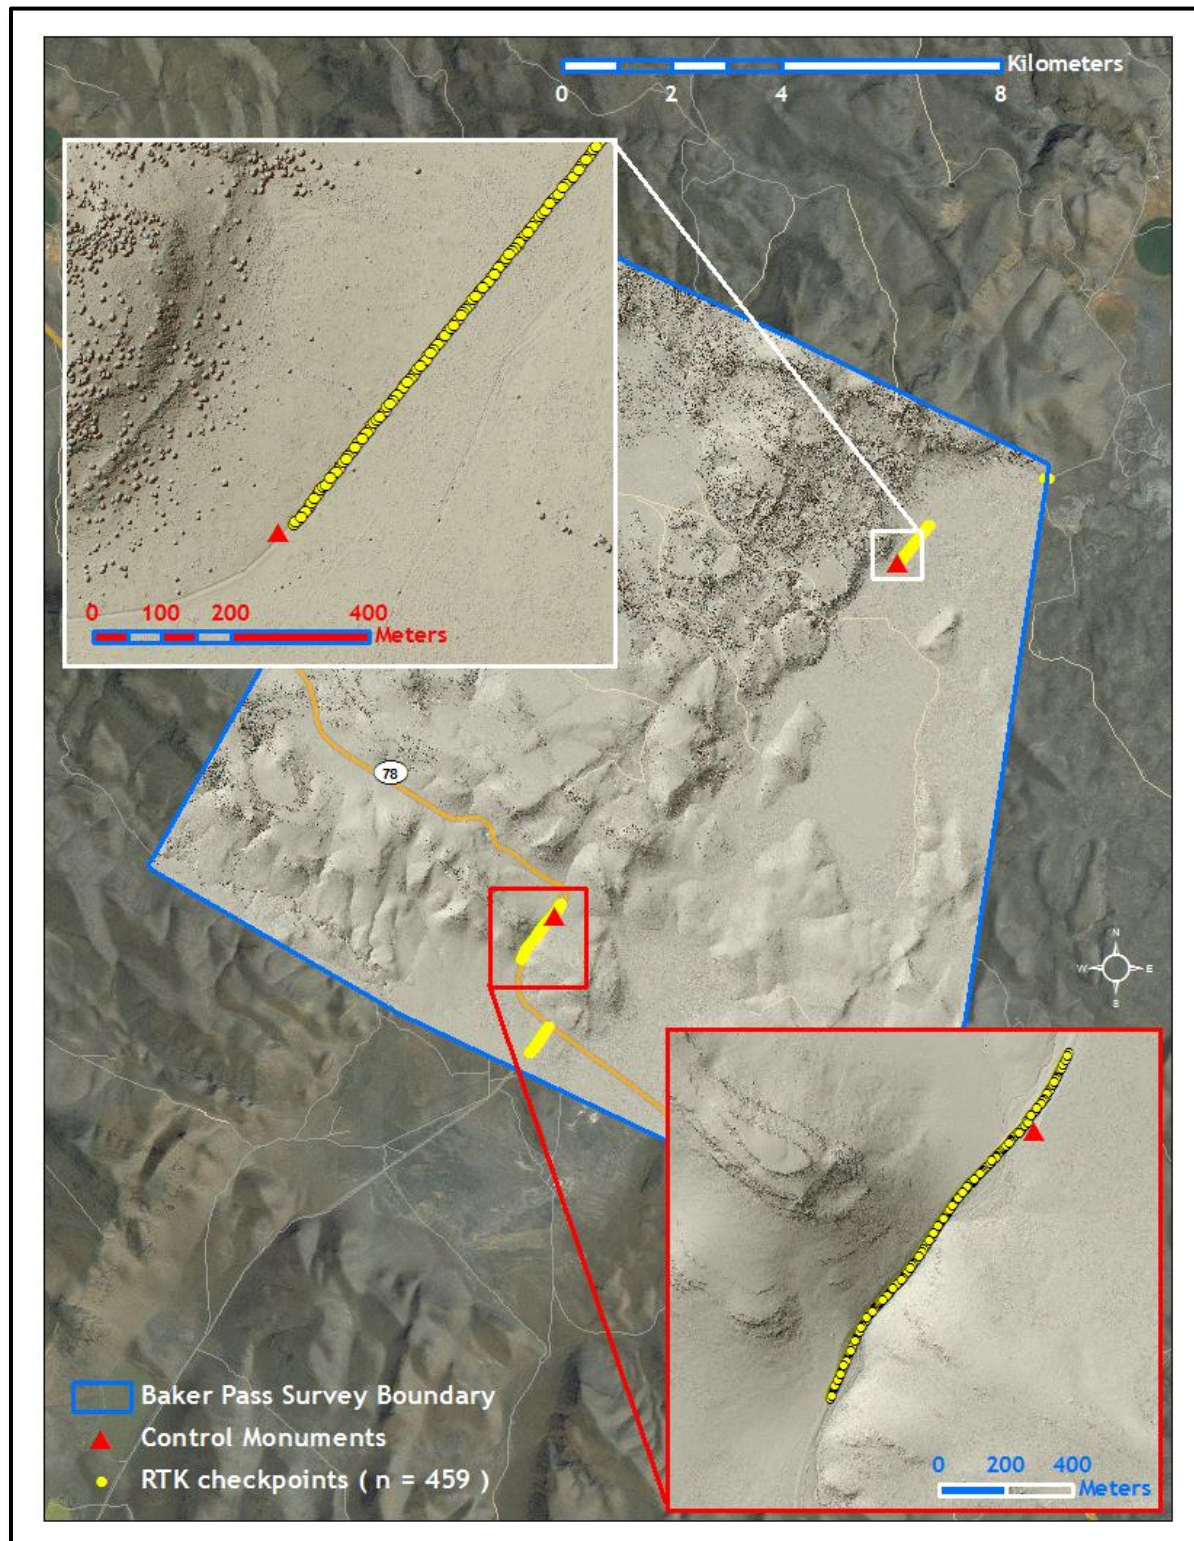 Kilometers
0 2 4 8
0 100 200 400
Meters
78
N
W E
S
0 200 400
Meters
Baker Pass Survey Boundary
Control Monuments
RTK checkpoints ( n = 459 )